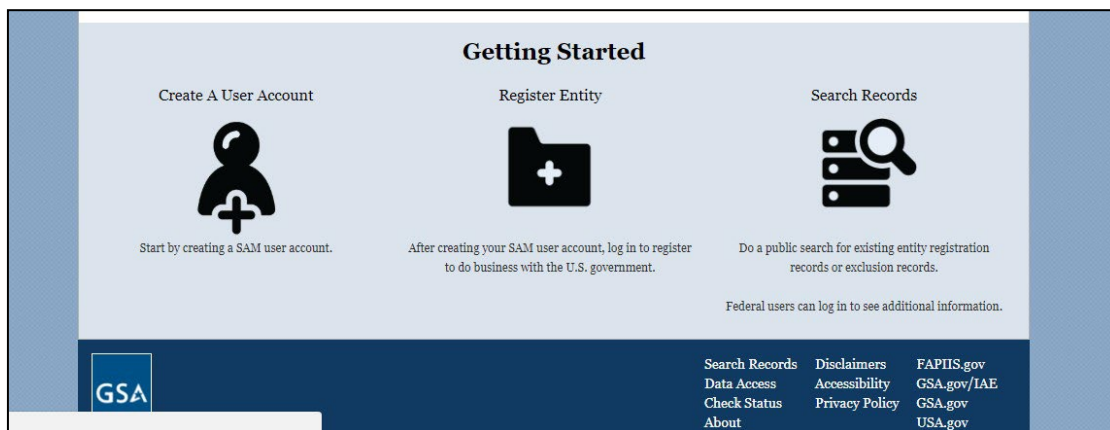 Getting Started
Create A User Account
Start by creating a SAM user account.
Register Entity
After creating your SAM user account, log in to register
to do business with the U.S. government.
Search Records
Do a public search for existing entity registration
records or exclusion records.
Federal users can log in to see additional information.
GSA
Search Records
Data Access
Check Status
About
Disclaimers
Accessibility
Privacy Policy
FAPIIS.gov
GSA.gov/IAE
GSA.gov
USA.gov